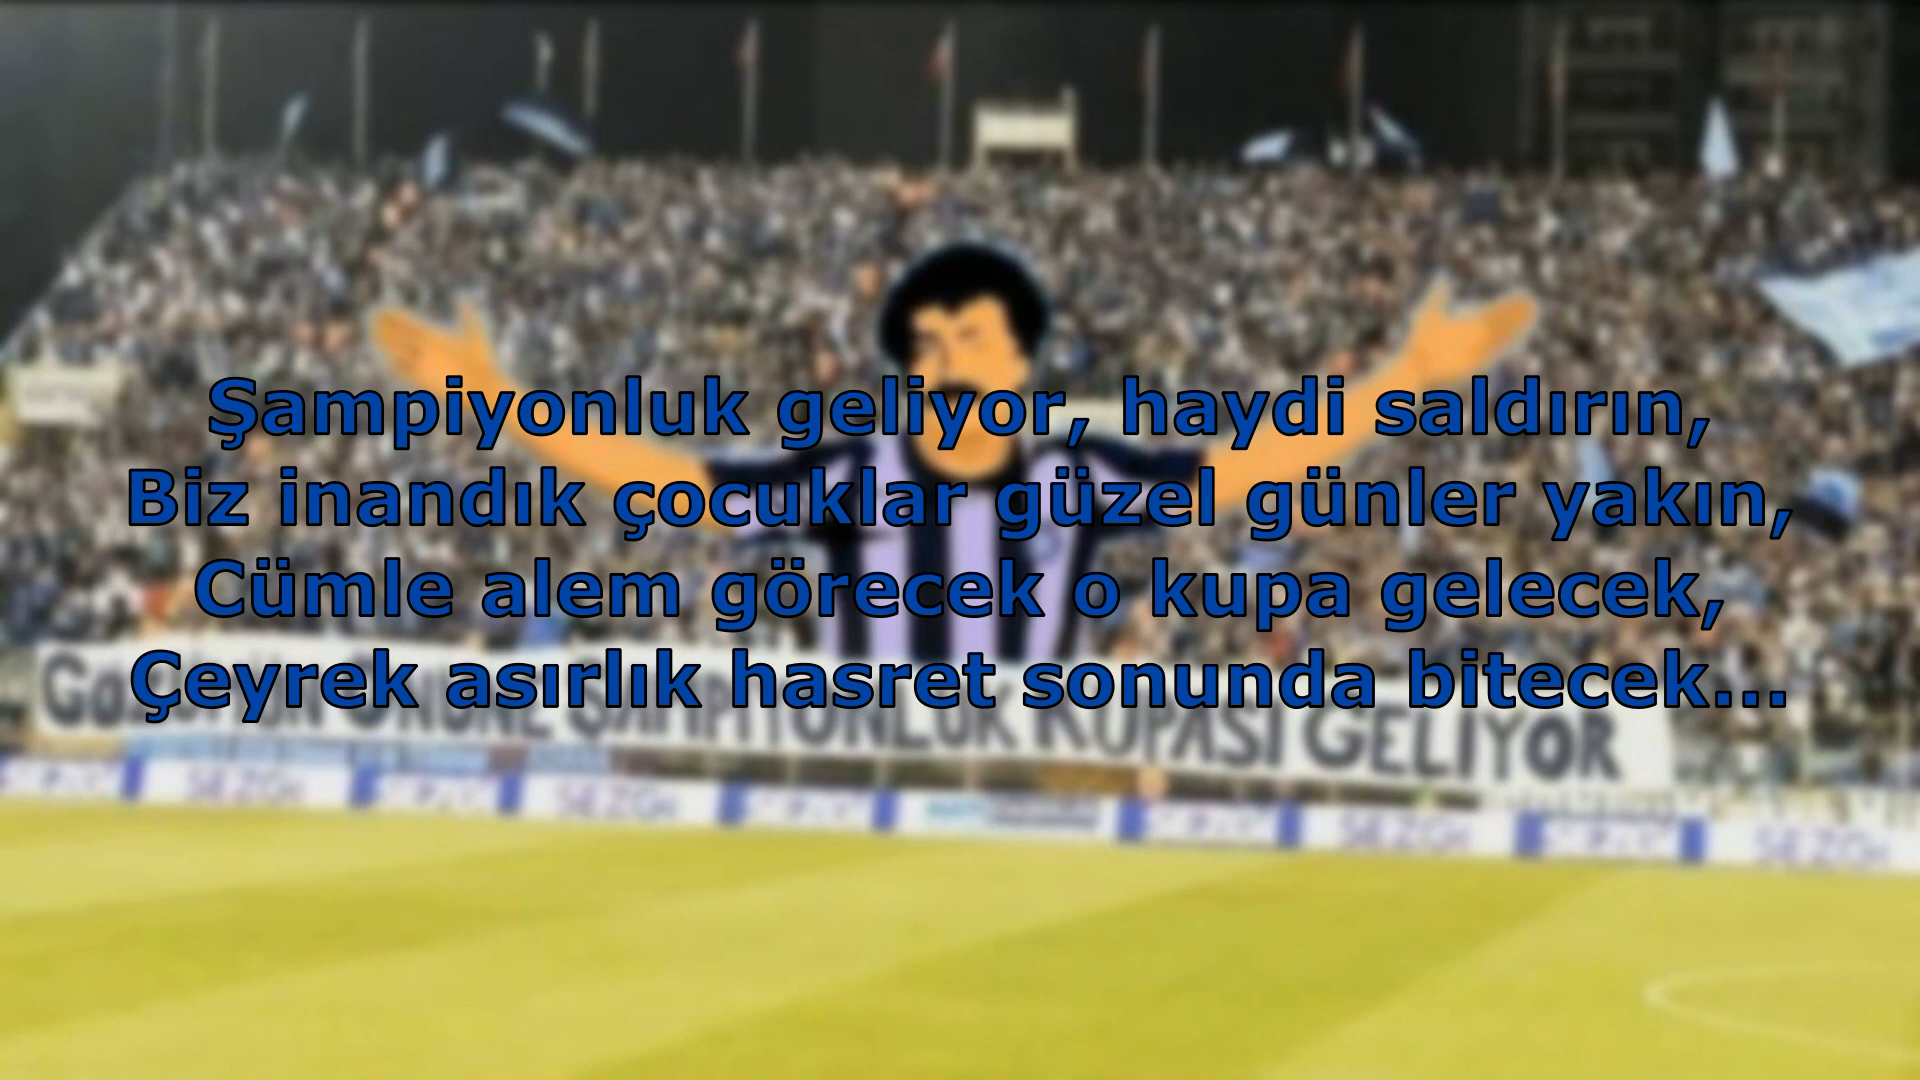 Şampiyonluk geliyor, haydi saldırın,
Biz inandık çocuklar güzel günler yakın,
Cümle alem görecek o kupa gelecek,
Çeyrek asırlık hasret sonunda bitecek...
ŞAMPİYONLUK KUPASI GELİYOR